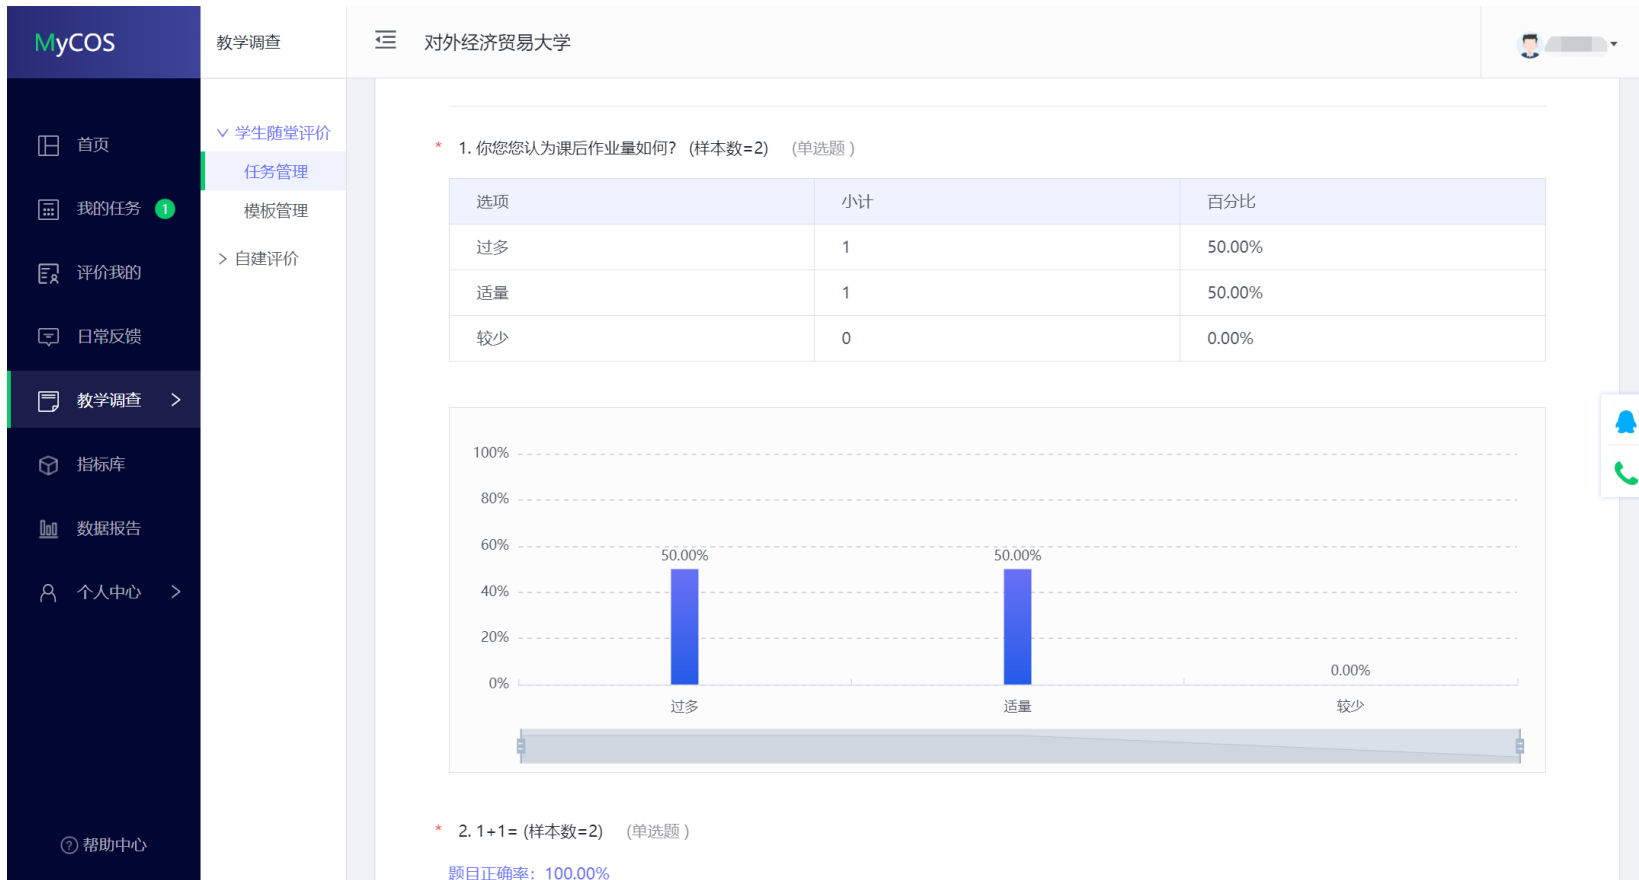 MyCOS
教学调查
对外经济贸易大学
首页
我的任务 1
评价我的
日常反馈
教学调查
指标库
数据报告
个人中心
帮助中心
学生随堂评价
任务管理
模板管理
自建评价
* 1. 你您您认为课后作业量如何? (样本数=2) (单选题 )
选项 小计 百分比
过多 1 50.00%
适量 1 50.00%
较少 0 0.00%
100%
80%
60%
40%
20%
0%
50.00% 50.00% 0.00%
过多 适量 较少
* 2. 1+1= (样本数=2) (单选题 )
题目正确率: 100.00%